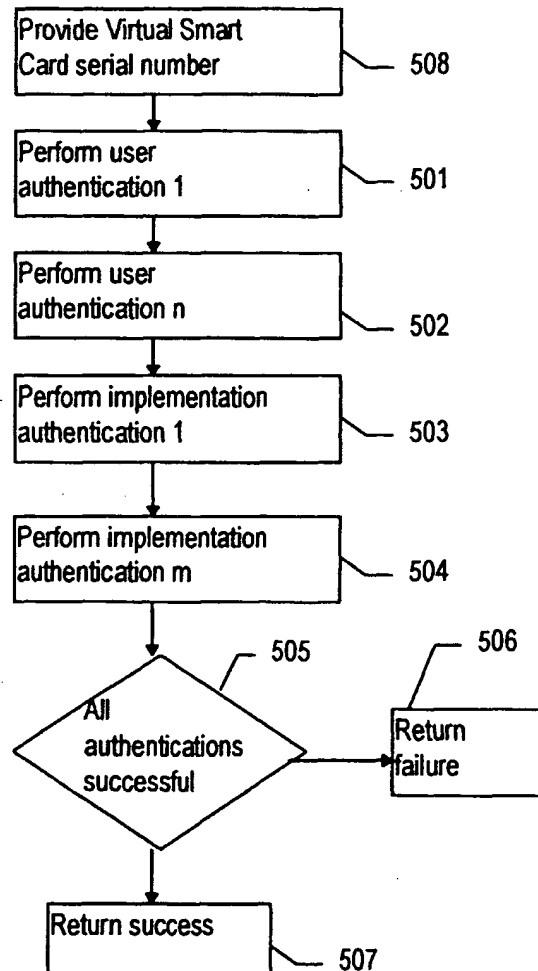 Provide Virtual Smart
Card serial number
508
Perform user
authentication 1
501
Perform user
authentication n
502
Perform implementation
authentication 1
503
Perform implementation
authentication m
504
505
All
authentications
successful
506
Return
failure
Return success
507